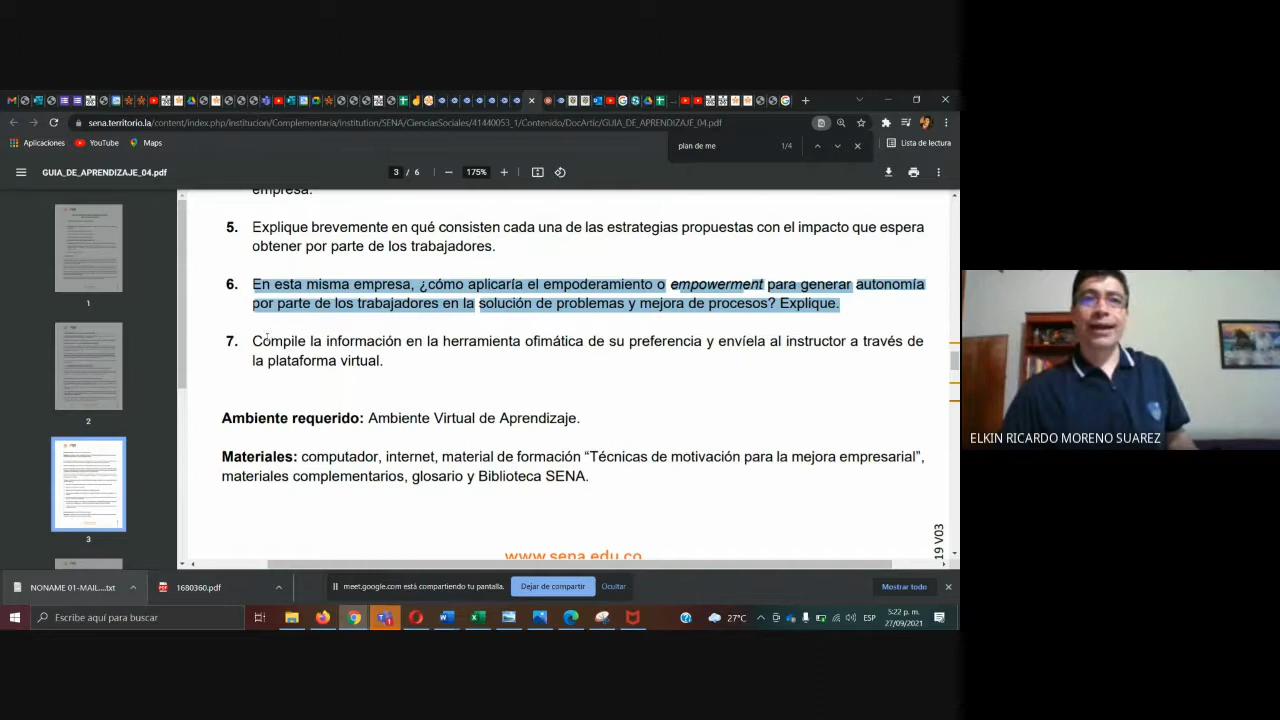 sena.territorio.la/content/index.php/institucion/Complementaria/institution/SENA/CienciasSociales/41440053_1/Contenido/DocArtic/GUIA_DE_APRENDIZAJE_04.pdf
Aplicaciones YouTube Maps
plan de me 1/4
Lista de lectura
GUIA_DE_APRENDIZAJE_04.pdf
3 / 6 175%
empresa.
5. Explique brevemente en qué consisten cada una de las estrategias propuestas con el impacto que espera
obtener por parte de los trabajadores.
6. En esta misma empresa, ¿cómo aplicaría el empoderamiento o empowerment para generar autonomía
por parte de los trabajadores en la solución de problemas y mejora de procesos? Explique.
7. Compile la información en la herramienta ofimática de su preferencia y envíela al instructor a través de
la plataforma virtual.
Ambiente requerido: Ambiente Virtual de Aprendizaje.
Materiales: computador, internet, material de formación “Técnicas de motivación para la mejora empresarial”,
materiales complementarios, glosario y Biblioteca SENA.
www.sena.edu.co
19 V03
1
2
3
ELKIN RICARDO MORENO SUAREZ
NONAME 01-MAIL....txt
1680360.pdf
meet.google.com está compartiendo tu pantalla.
Dejar de compartir
Ocultar
Mostrar todo
Escribe aquí para buscar
27°C
ESP
5:22 p. m.
27/09/2021